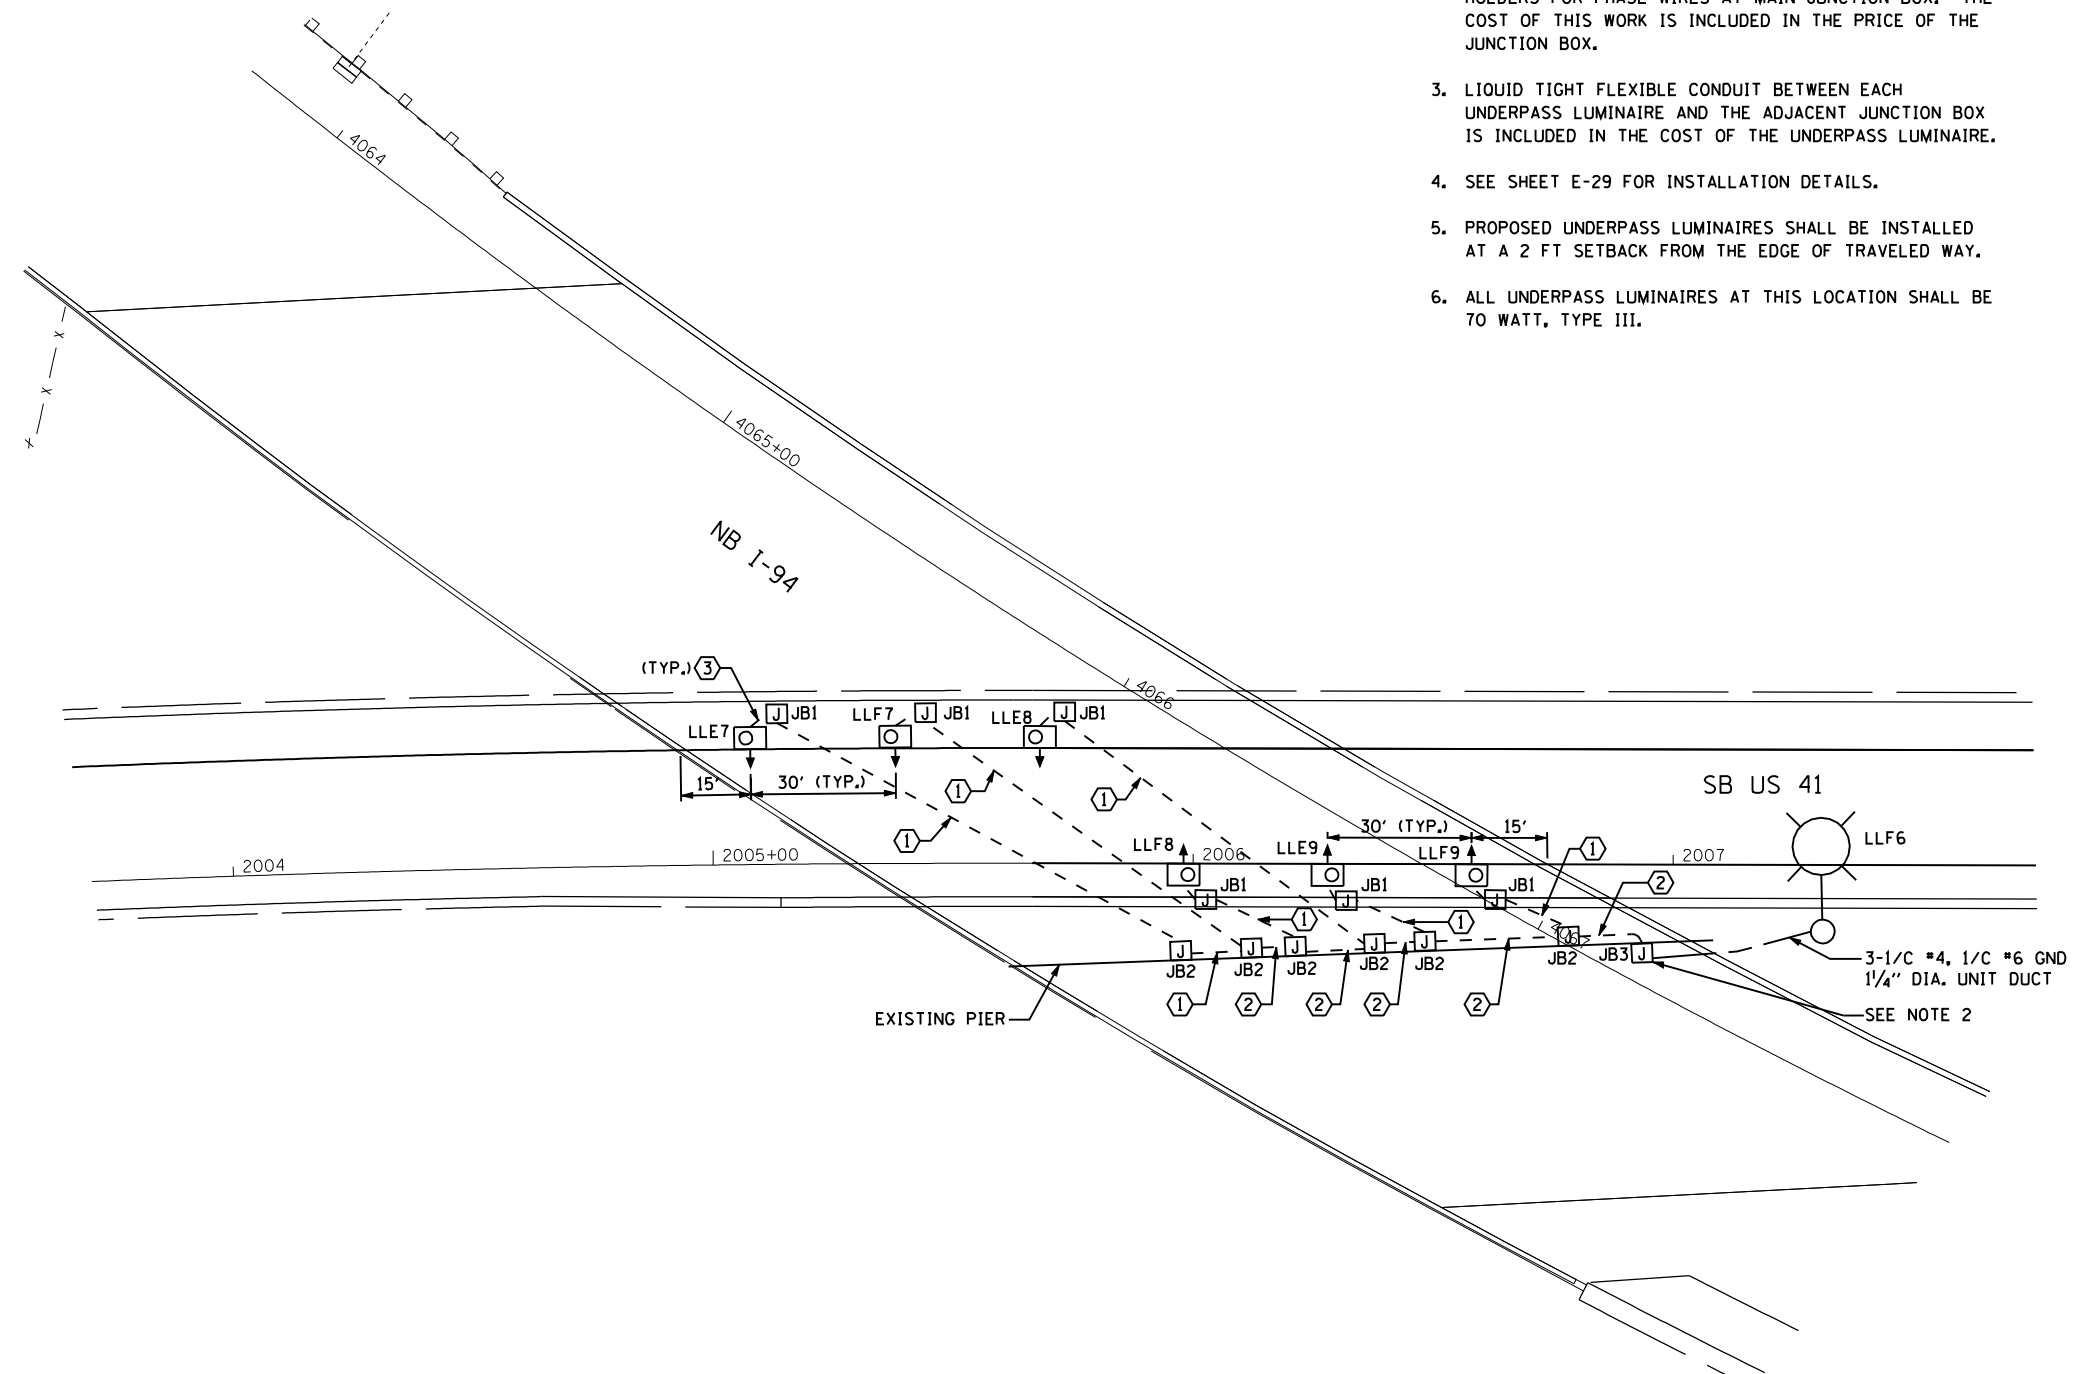 HOLDERS FOR PHASE WIRES AT MAIN JUNCTION BOX. THE
COST OF THIS WORK IS INCLUDED IN THE PRICE OF THE
JUNCTION BOX.
3. LIQUID TIGHT FLEXIBLE CONDUIT BETWEEN EACH
UNDERPASS LUMINAIRE AND THE ADJACENT JUNCTION BOX
IS INCLUDED IN THE COST OF THE UNDERPASS LUMINAIRE.
4. SEE SHEET E-29 FOR INSTALLATION DETAILS.
5. PROPOSED UNDERPASS LUMINAIRES SHALL BE INSTALLED
AT A 2 FT SETBACK FROM THE EDGE OF TRAVELED WAY.
6. ALL UNDERPASS LUMINAIRES AT THIS LOCATION SHALL BE
70 WATT, TYPE III.
4064
X
X
X
4065+00
NB I-94
4066
(TYP.) 3
J JB1
J JB1
J JB1
LLE7
LLF7
LLE8
15'
30' (TYP.)
1
1
1
SB US 41
30' (TYP.)
15'
LLF6
LLF8
LLE9
LLF9
1
2004
2005+00
2006
2007
2
JB1
JB1
JB1
J
J
J
1
1
4067
J
J
J
J
J
J
J
JB2
JB2
JB2
JB2
JB2
JB2
JB3
3-1/C #4, 1/C #6 GND
1¼" DIA. UNIT DUCT
1
2
2
2
2
EXISTING PIER
SEE NOTE 2